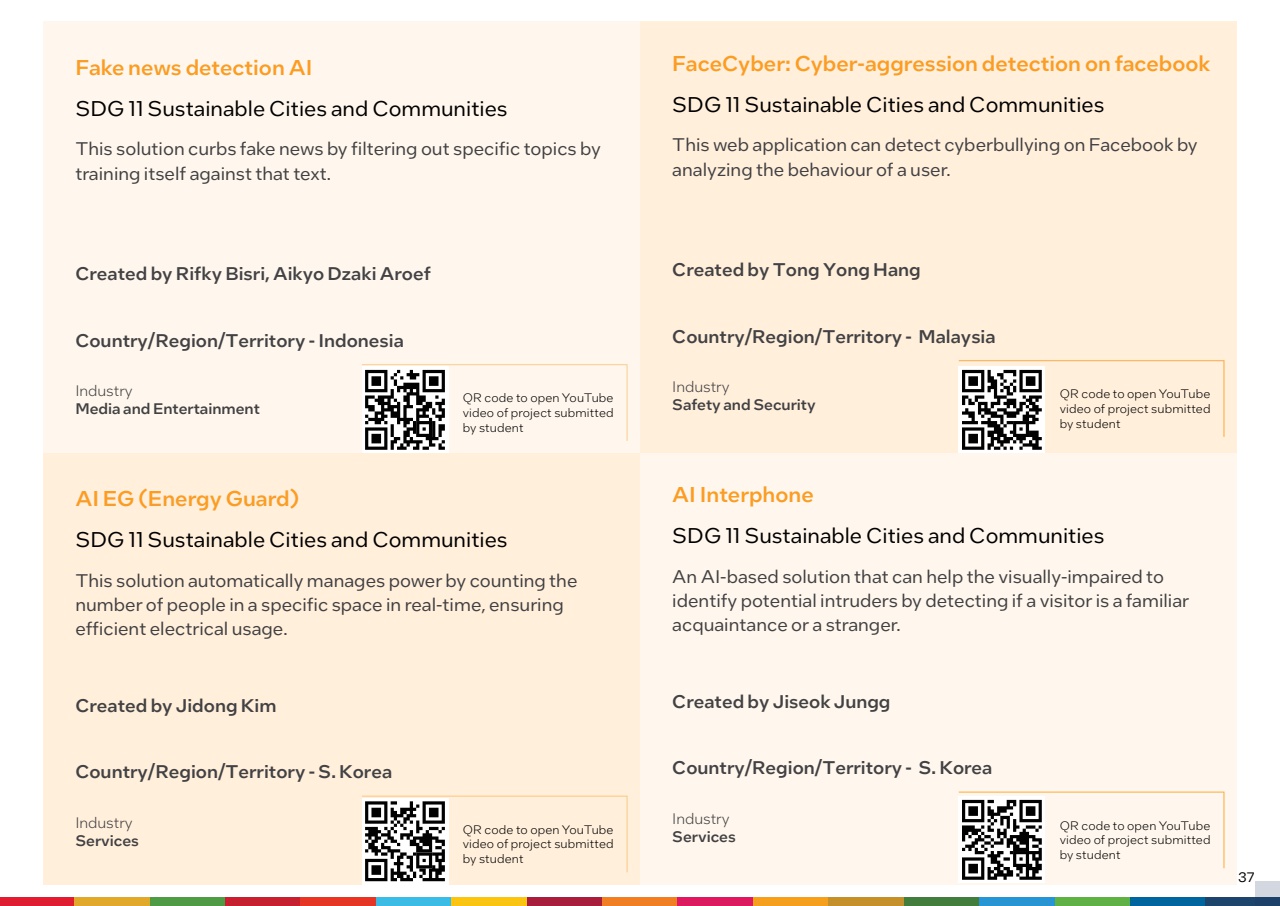 Fake news detection AI
SDG 11 Sustainable Cities and Communities
This solution curbs fake news by filtering out specific topics by
training itself against that text.
Created by Rifky Bisri, Aikyo Dzaki Aroef
Country/Region/Territory - Indonesia
Industry
Media and Entertainment
QR code to open YouTube
video of project submitted
by student
FaceCyber: Cyber-aggression detection on facebook
SDG 11 Sustainable Cities and Communities
This web application can detect cyberbullying on Facebook by
analyzing the behaviour of a user.
Created by Tong Yong Hang
Country/Region/Territory - Malaysia
Industry
Safety and Security
QR code to open YouTube
video of project submitted
by student
AI EG (Energy Guard)
SDG 11 Sustainable Cities and Communities
This solution automatically manages power by counting the
number of people in a specific space in real-time, ensuring
efficient electrical usage.
Created by Jidong Kim
Country/Region/Territory - S. Korea
Industry
Services
QR code to open YouTube
video of project submitted
by student
AI Interphone
SDG 11 Sustainable Cities and Communities
An AI-based solution that can help the visually-impaired to
identify potential intruders by detecting if a visitor is a familiar
acquaintance or a stranger.
Created by Jiseok Jungg
Country/Region/Territory - S. Korea
Industry
Services
QR code to open YouTube
video of project submitted
by student
37